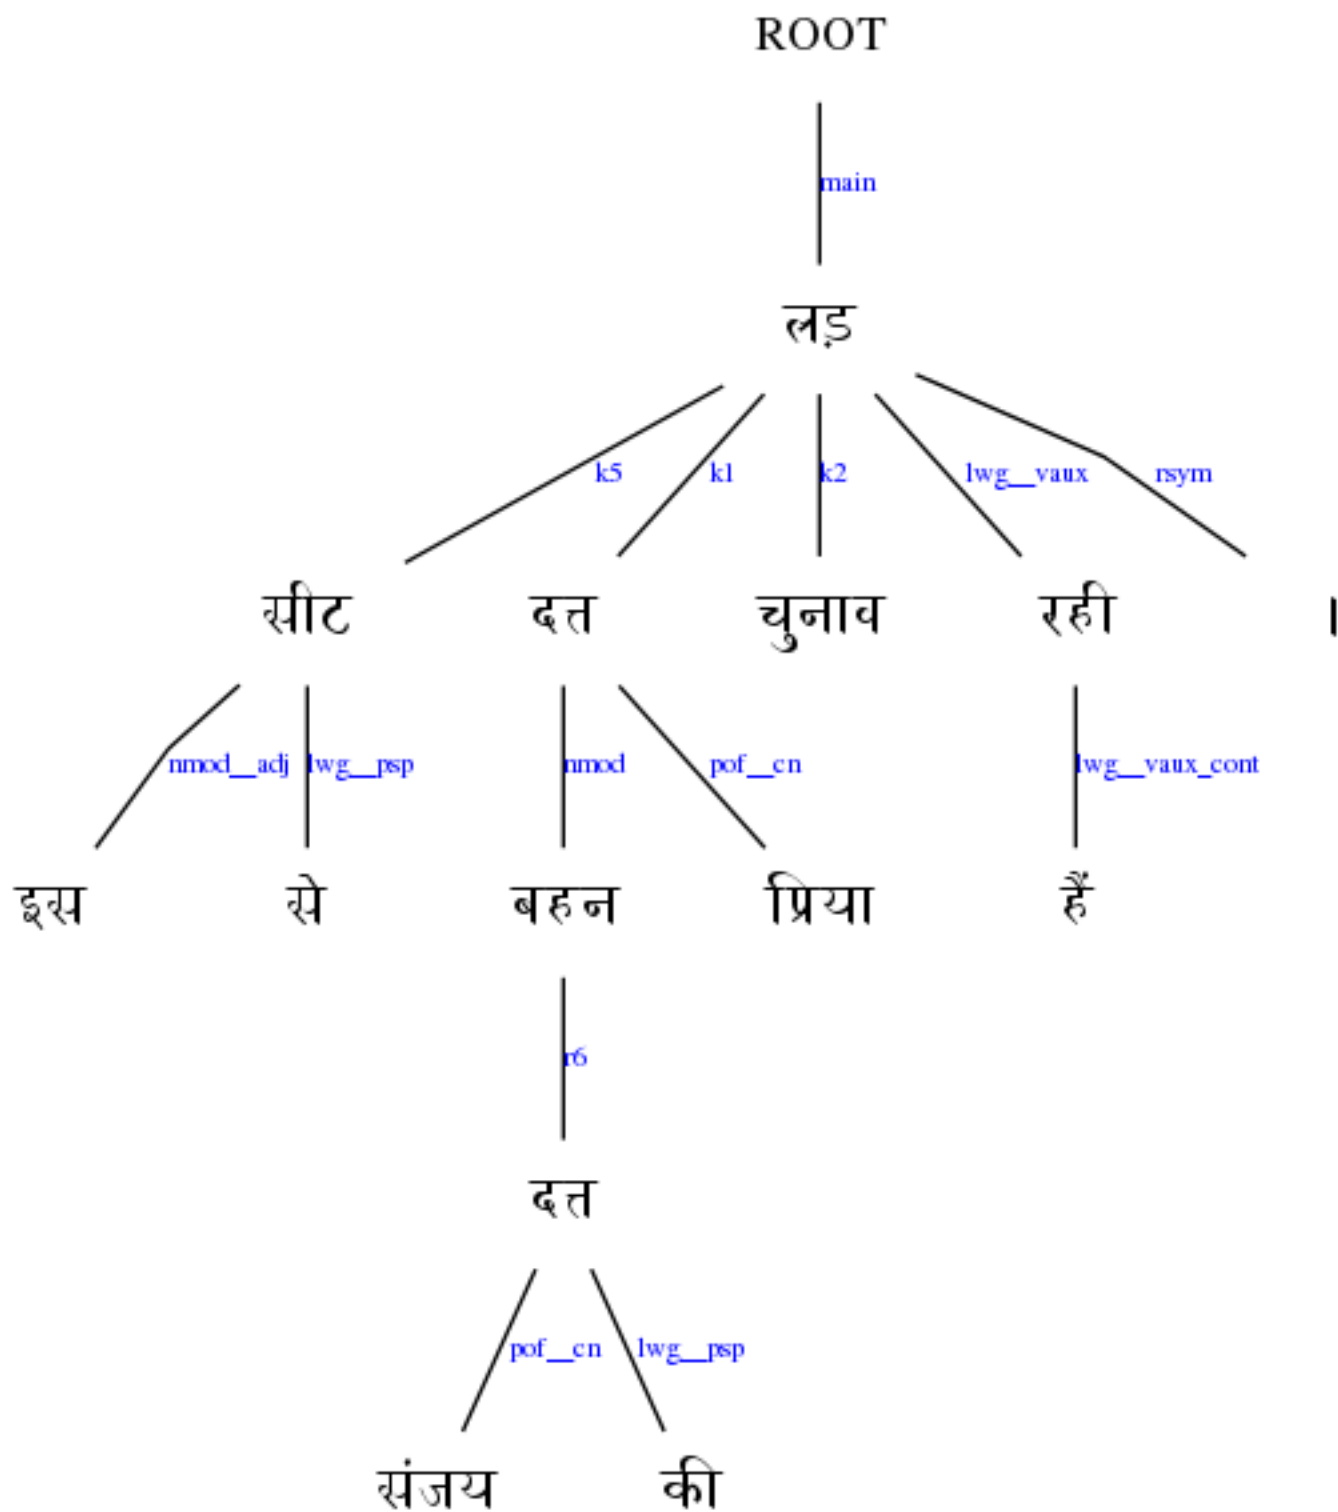 ROOT
main
लड़
k5 k1 k2 lwg__vaux rsym
सीट दत्त चुनाव रही ।
nmod__adj lwg__psp nmod pof__cn lwg__vaux_cont
इस से बहन प्रिया हैं
r6
दत्त
pof__cn lwg__psp
संजय की